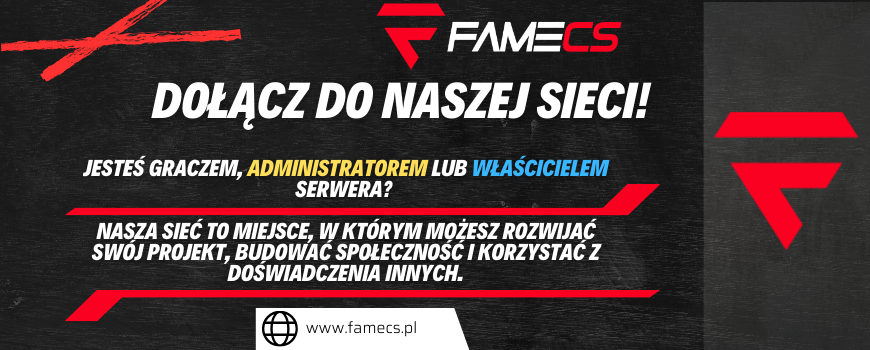 FAMECS
DOŁĄCZ DO NASZEJ SIECI!
JESTEŚ GRACZEM, ADMINISTRATOREM LUB WŁAŚCICIELEM
SERWERA?
NASZA SIEĆ TO MIEJSCE, W KTÓRYM MOŻESZ ROZWIJAĆ
SWÓJ PROJEKT, BUDOWAĆ SPOŁECZNOŚĆ I KORZYSTAĆ Z
DOŚWIADCZENIA INNYCH.
www.famecs.pl